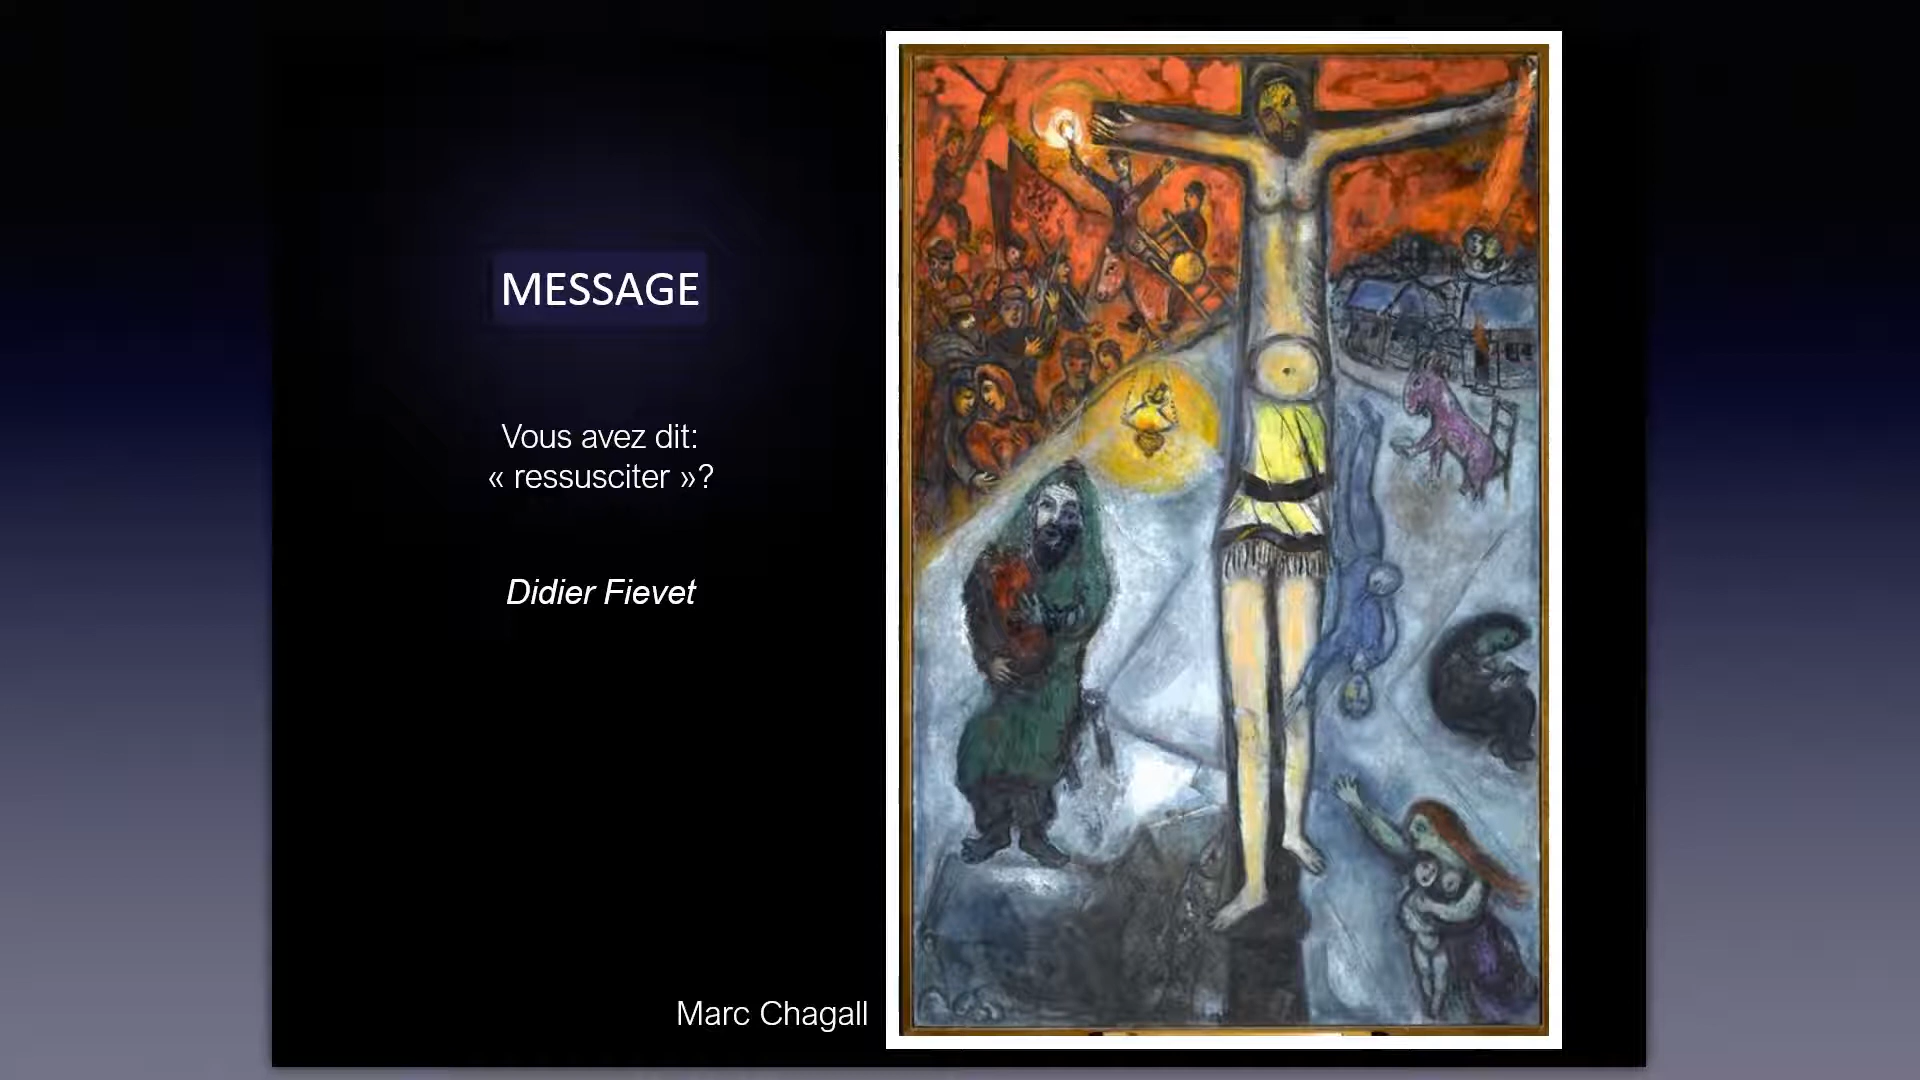 MESSAGE
Vous avez dit:
« ressusciter »?
Didier Fievet
Marc Chagall